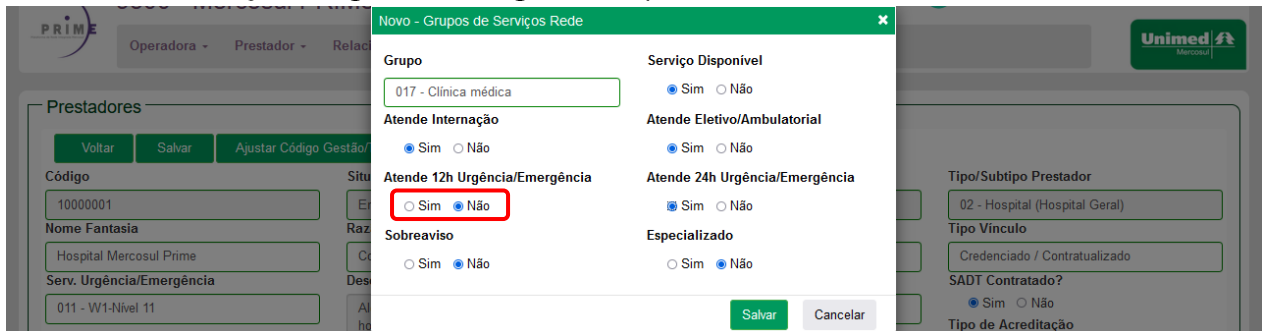 Novo - Grupos de Serviços Rede ×
PRIME
Operadora Prestador
Unimed
Mercosul
Grupo Serviço Disponível
017 - Clínica médica Sim Não
Prestadores
Atende Internação Atende Eletivo/Ambulatorial
Voltar Salvar Ajustar Código Sim Não Sim Não
Código Atende 12h Urgência/Emergência Atende 24h Urgência/Emergência Tipo/Subtipo Prestador
10000001 Sim Não Sim Não 02 - Hospital (Hospital Geral)
Nome Fantasia Sobreaviso Especializado Tipo Vínculo
Hospital Mercosul Prime Sim Não Sim Não Credenciado / Contratualizado
Serv. Urgência/Emergência SADT Contratado?
011 - W1-Nível 11 Salvar Cancelar Sim Não
Tipo de Acreditação